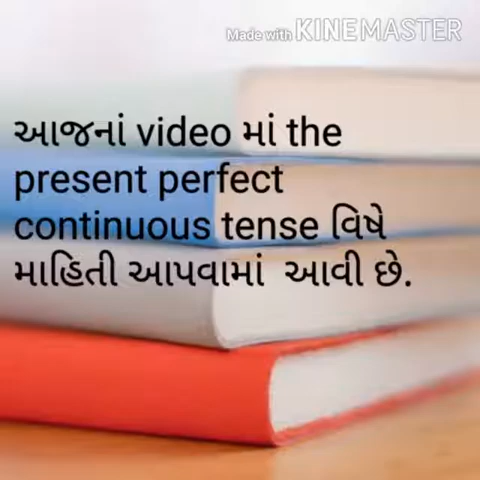 Made with KINEMASTER
આજનાં video માં the
present perfect
continuous tense વિષે
માહિતી આપવામાં આવી છે.